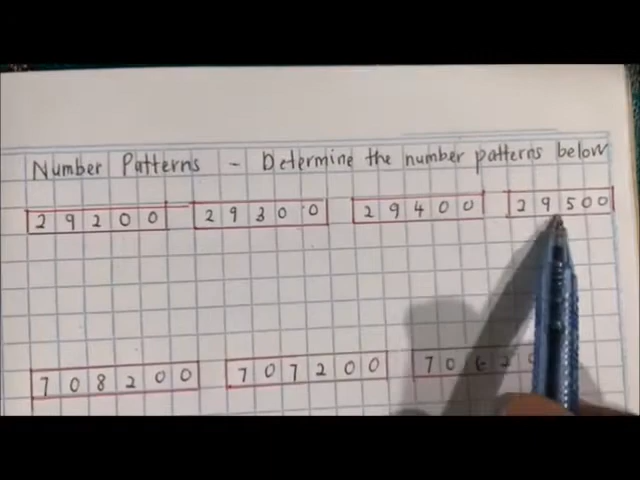 Number Patterns - Determine the number patterns below
29200 29300 29400 29500
708200 707200